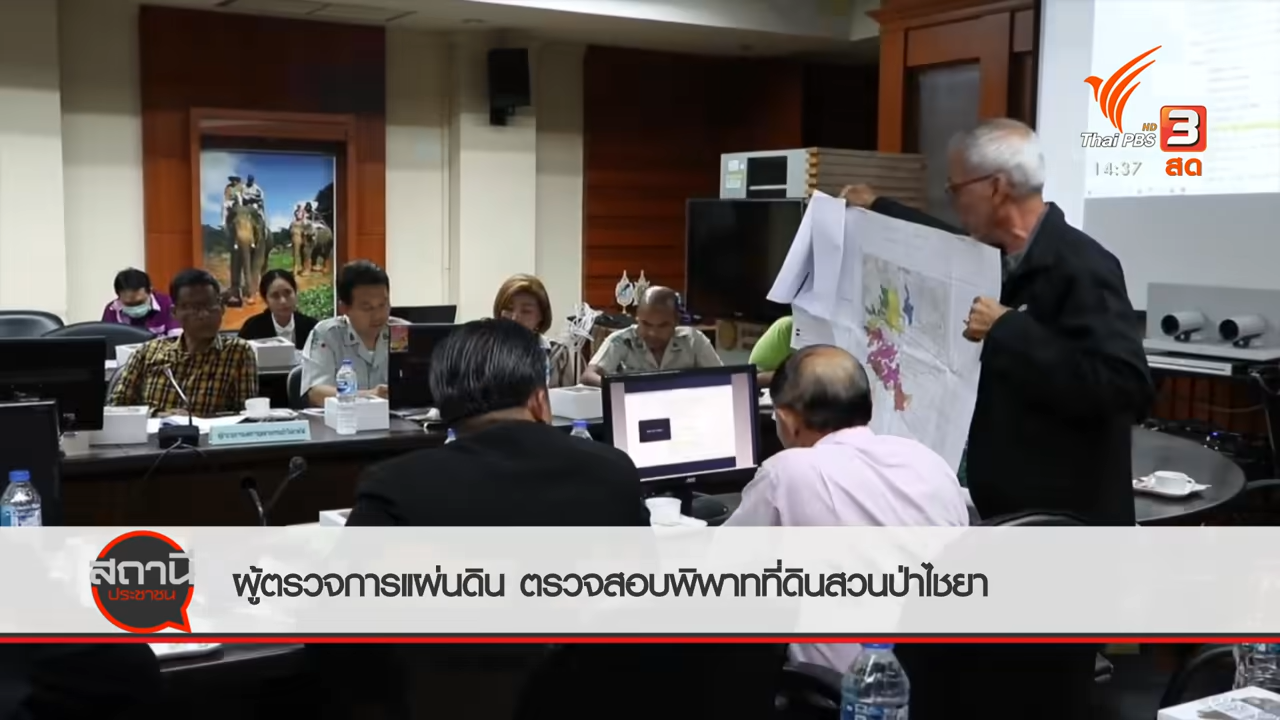 HD
Thai PBS 3
14:37 สด
สถานี
ประชาชน
ผู้ตรวจการแผ่นดิน ตรวจสอบพิพาทที่ดินสวนป่าไชยา